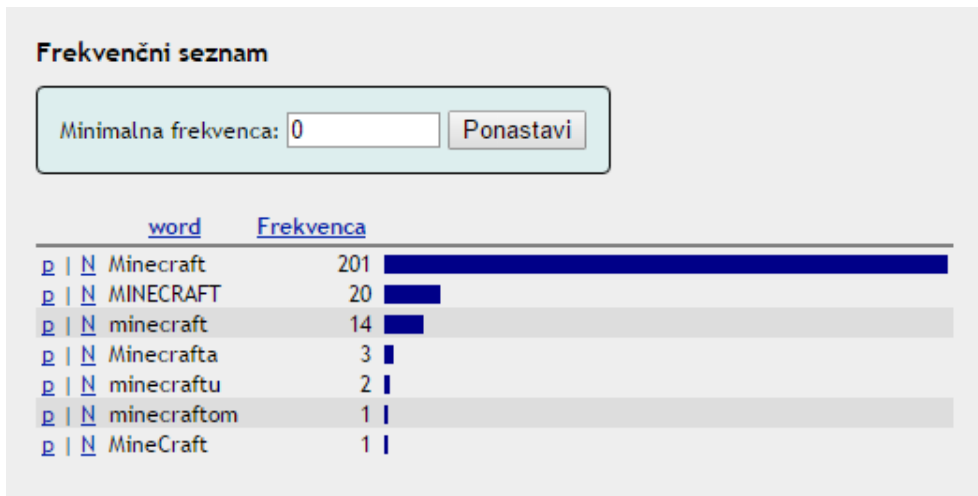 Frekvenčni seznam
Minimalna frekvenca: 0 Ponastavi
word Frekvenca
p | N Minecraft 201
p | N MINECRAFT 20
p | N minecraft 14
p | N Minecrafta 3
p | N minecraftu 2
p | N minecraftom 1
p | N MineCraft 1